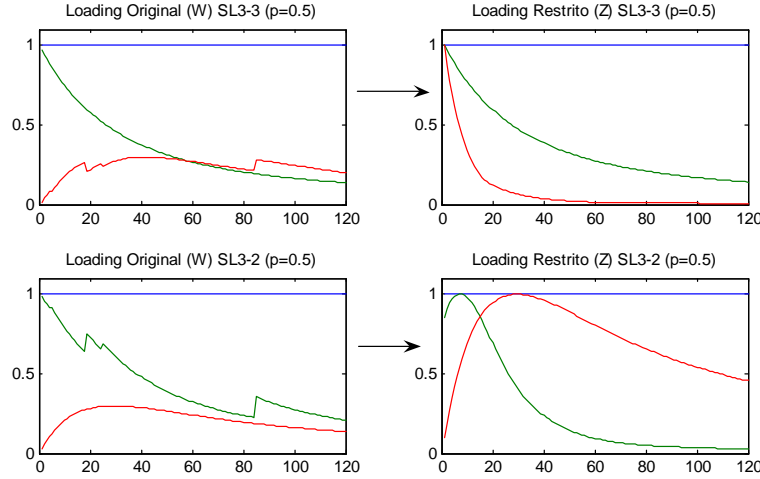 Loading Original (W) SL3-3 (p=0.5)
Loading Restrito (Z) SL3-3 (p=0.5)
1
0.5
0
0 20 40 60 80 100 120
1
0.5
0
0 20 40 60 80 100 120
Loading Original (W) SL3-2 (p=0.5)
Loading Restrito (Z) SL3-2 (p=0.5)
1
0.5
0
0 20 40 60 80 100 120
1
0.5
0
0 20 40 60 80 100 120